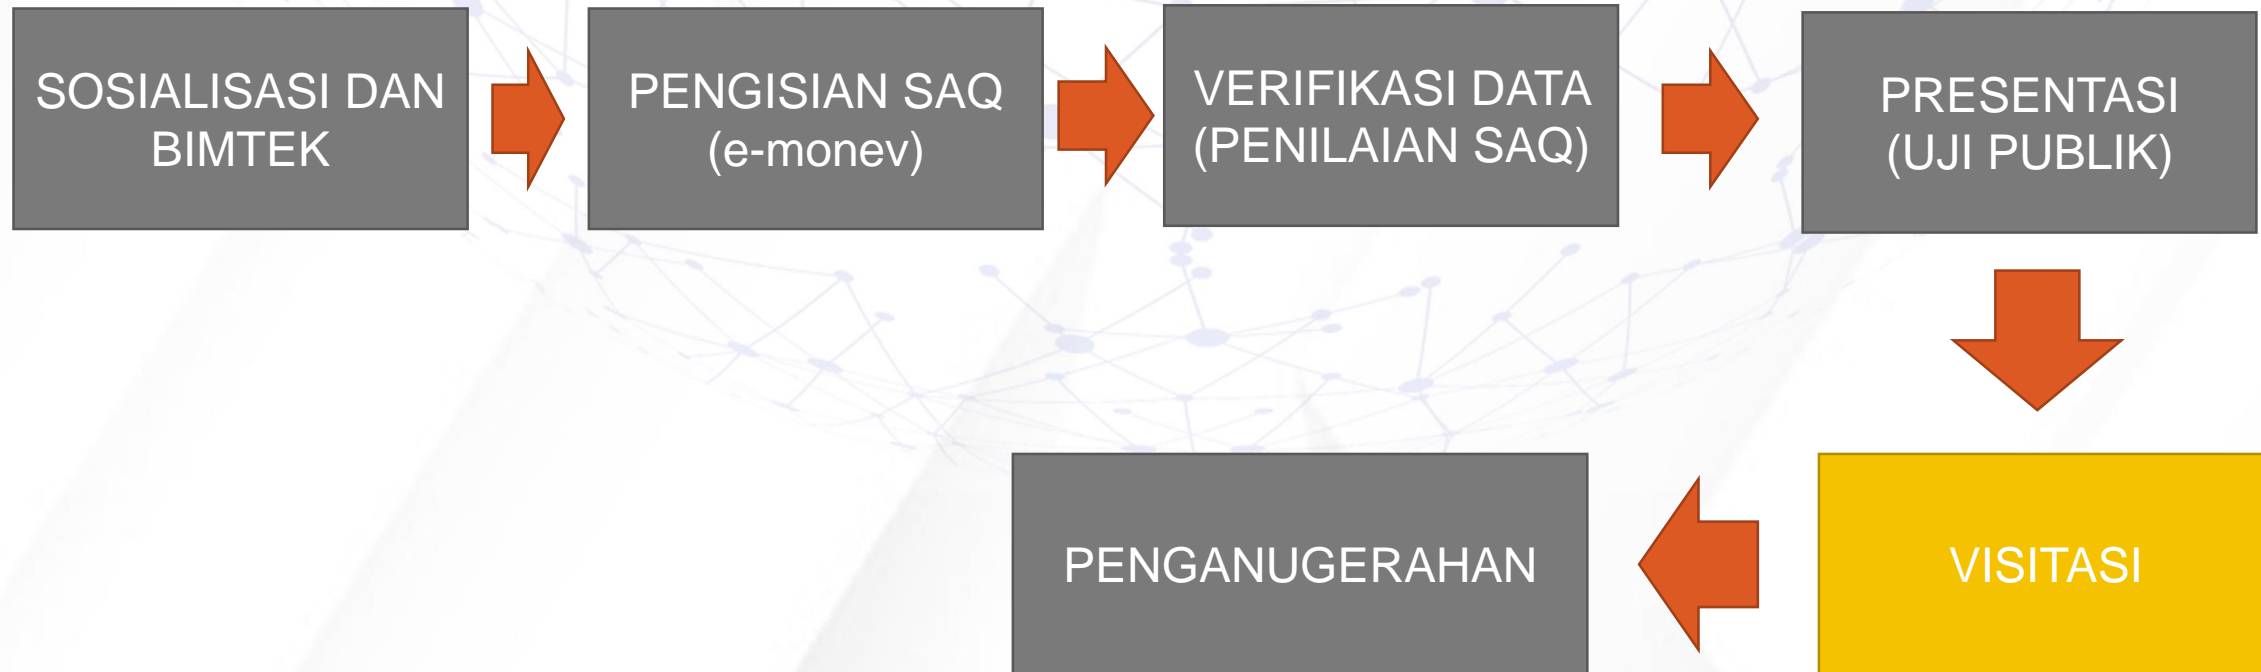 SOSIALISASI DAN
BIMTEK
PENGISIAN SAQ
(e-monev)
VERIFIKASI DATA
(PENILAIAN SAQ)
PRESENTASI
(UJI PUBLIK)
VISITASI
PENGANUGERAHAN